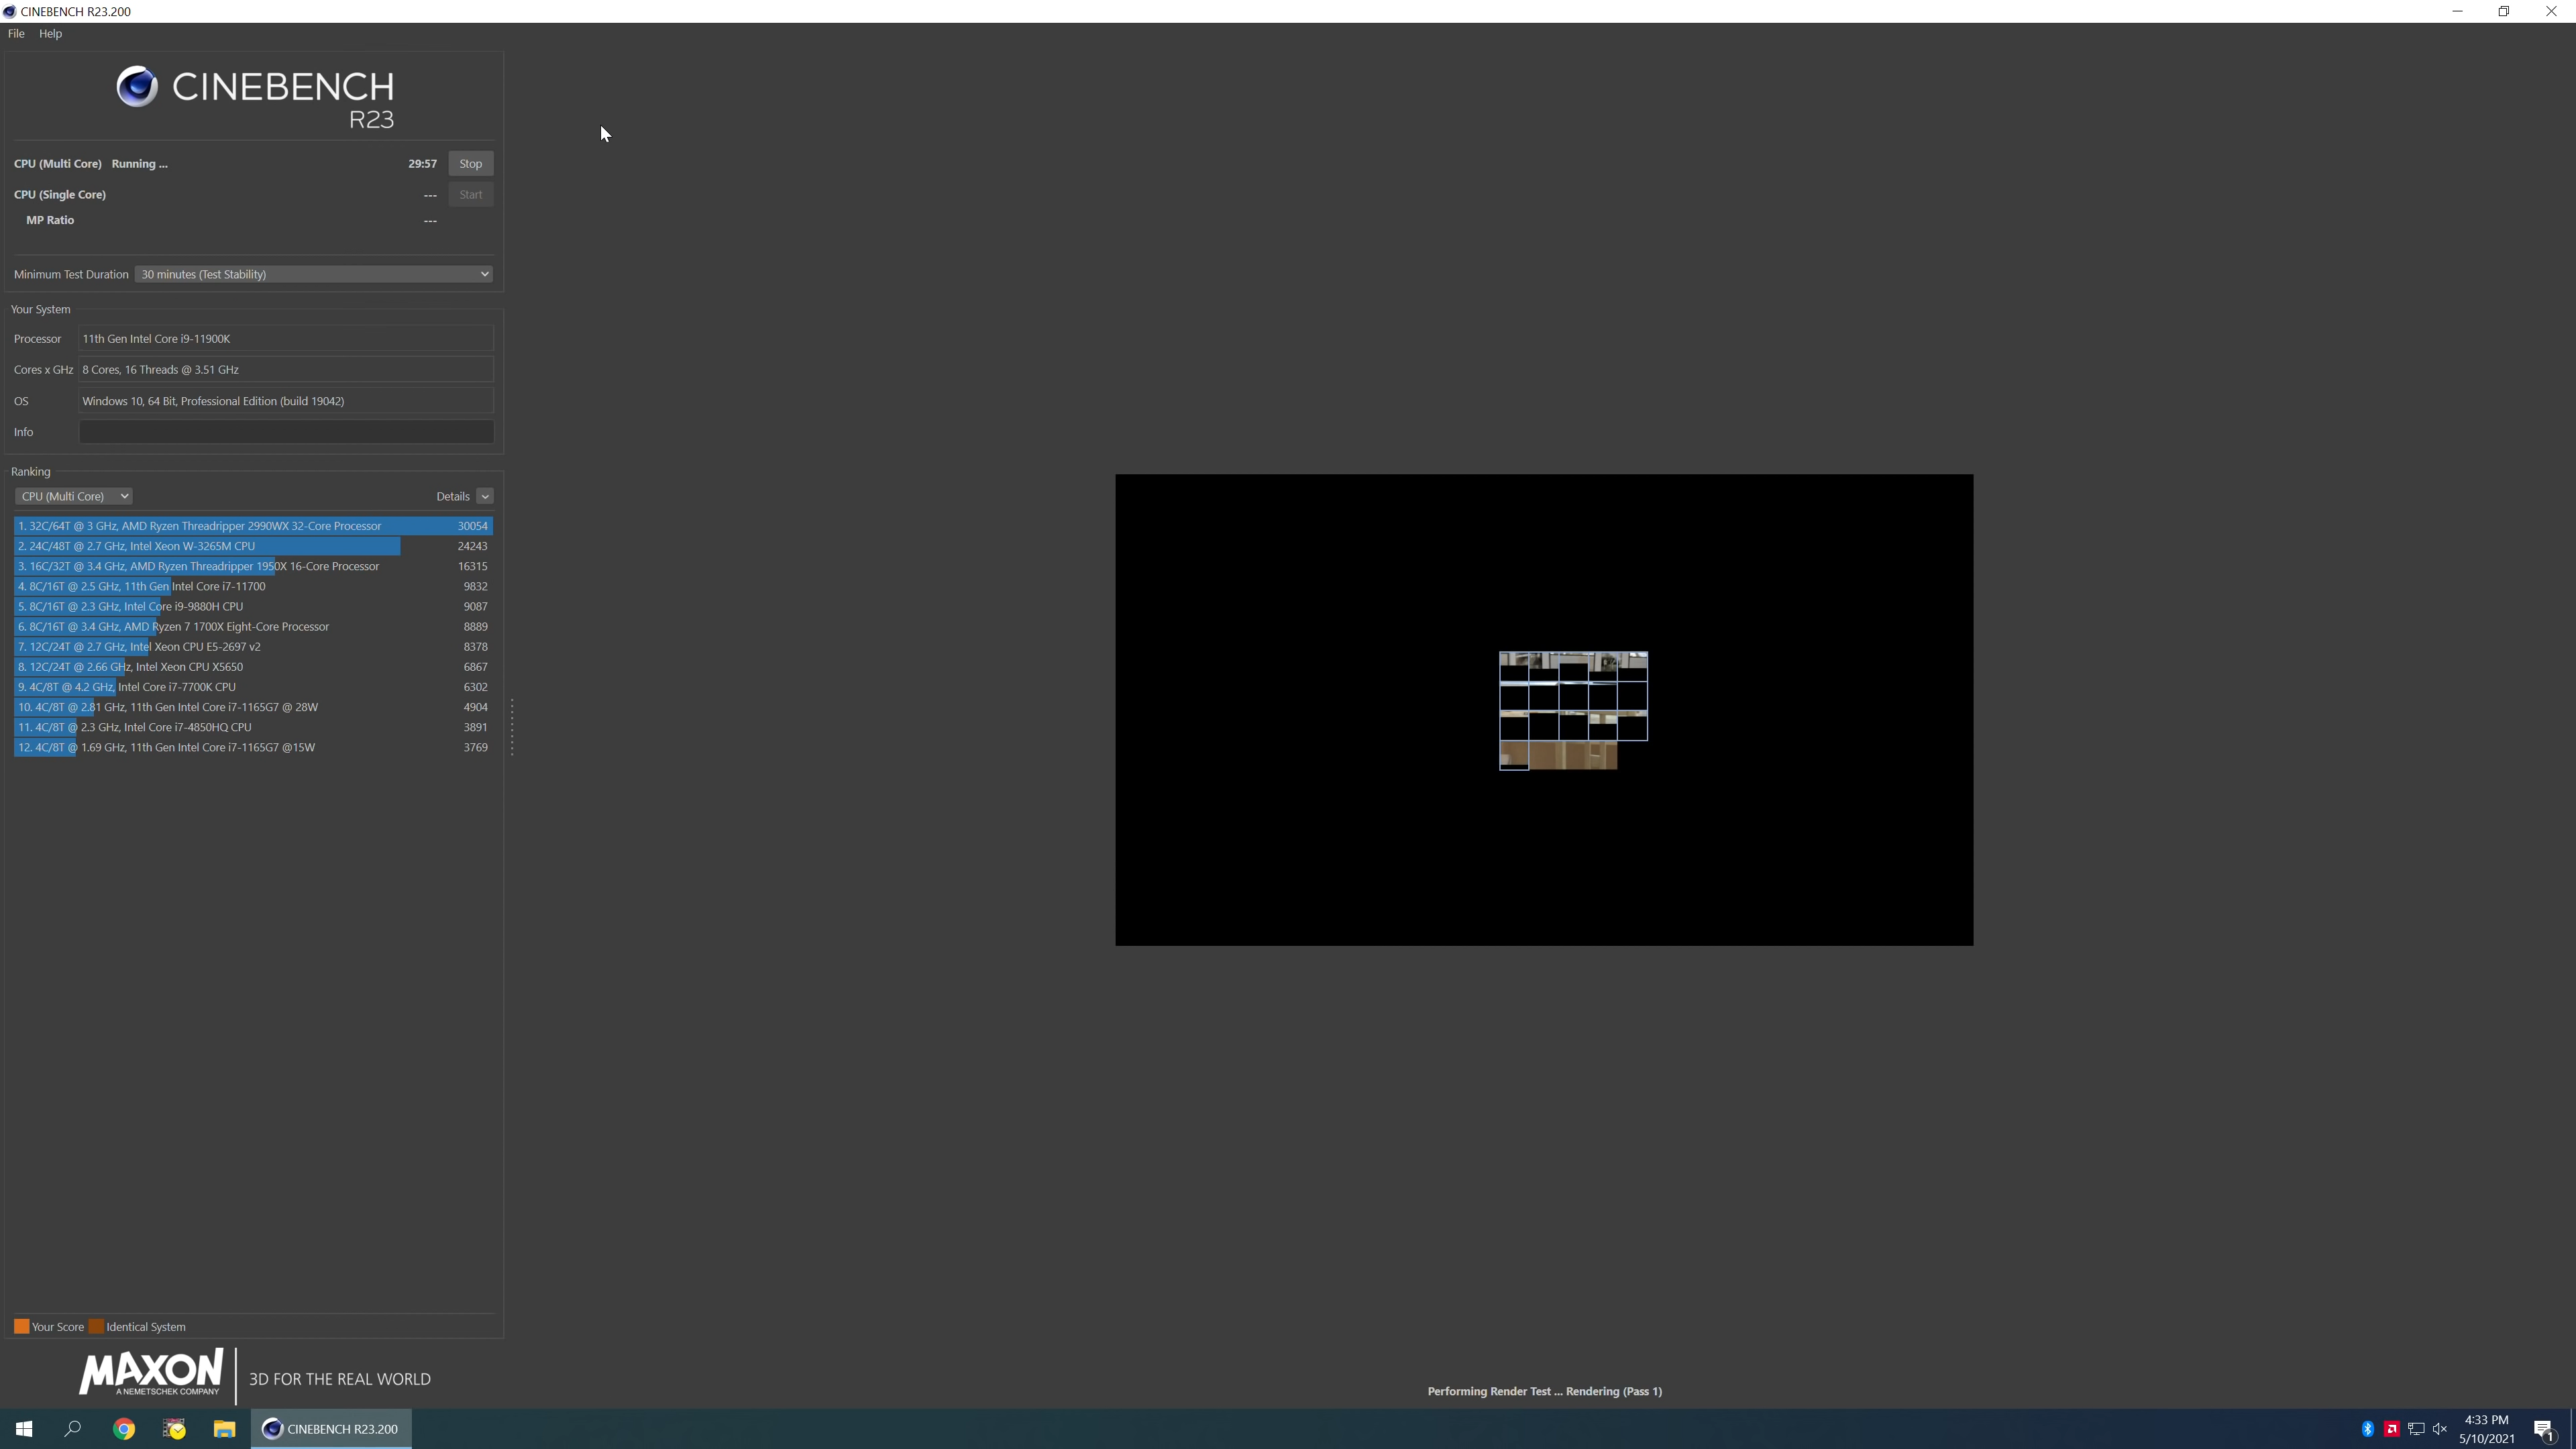 CINEBENCH R23.200
File Help
CINEBENCH
R23
CPU (Multi Core) Running ... 29:57 Stop
CPU (Single Core) --- Start
MP Ratio ---
Minimum Test Duration 30 minutes (Test Stability)
Your System
Processor 11th Gen Intel Core i9-11900K
Cores x GHz 8 Cores, 16 Threads @ 3.51 GHz
OS Windows 10, 64 Bit, Professional Edition (build 19042)
Info
Ranking
CPU (Multi Core) Details
1. 32C/64T @ 3 GHz, AMD Ryzen Threadripper 2990WX 32-Core Processor 30054
2. 24C/48T @ 2.7 GHz, Intel Xeon W-3265M CPU 24243
3. 16C/32T @ 3.4 GHz, AMD Ryzen Threadripper 1950X 16-Core Processor 16315
4. 8C/16T @ 2.5 GHz, 11th Gen Intel Core i7-11700 9832
5. 8C/16T @ 2.3 GHz, Intel Core i9-9880H CPU 9087
6. 8C/16T @ 3.4 GHz, AMD Ryzen 7 1700X Eight-Core Processor 8889
7. 12C/24T @ 2.7 GHz, Intel Xeon CPU E5-2697 v2 8378
8. 12C/24T @ 2.66 GHz, Intel Xeon CPU X5650 6867
9. 4C/8T @ 4.2 GHz, Intel Core i7-7700K CPU 6302
10. 4C/8T @ 2.81 GHz, 11th Gen Intel Core i7-1165G7 @ 28W 4904
11. 4C/8T @ 2.3 GHz, Intel Core i7-4850HQ CPU 3891
12. 4C/8T @ 1.69 GHz, 11th Gen Intel Core i7-1165G7 @15W 3769
Your Score Identical System
MAXON
A NEMETSCHEK COMPANY
3D FOR THE REAL WORLD
Performing Render Test ... Rendering (Pass 1)
CINEBENCH R23.200
4:33 PM
5/10/2021
1